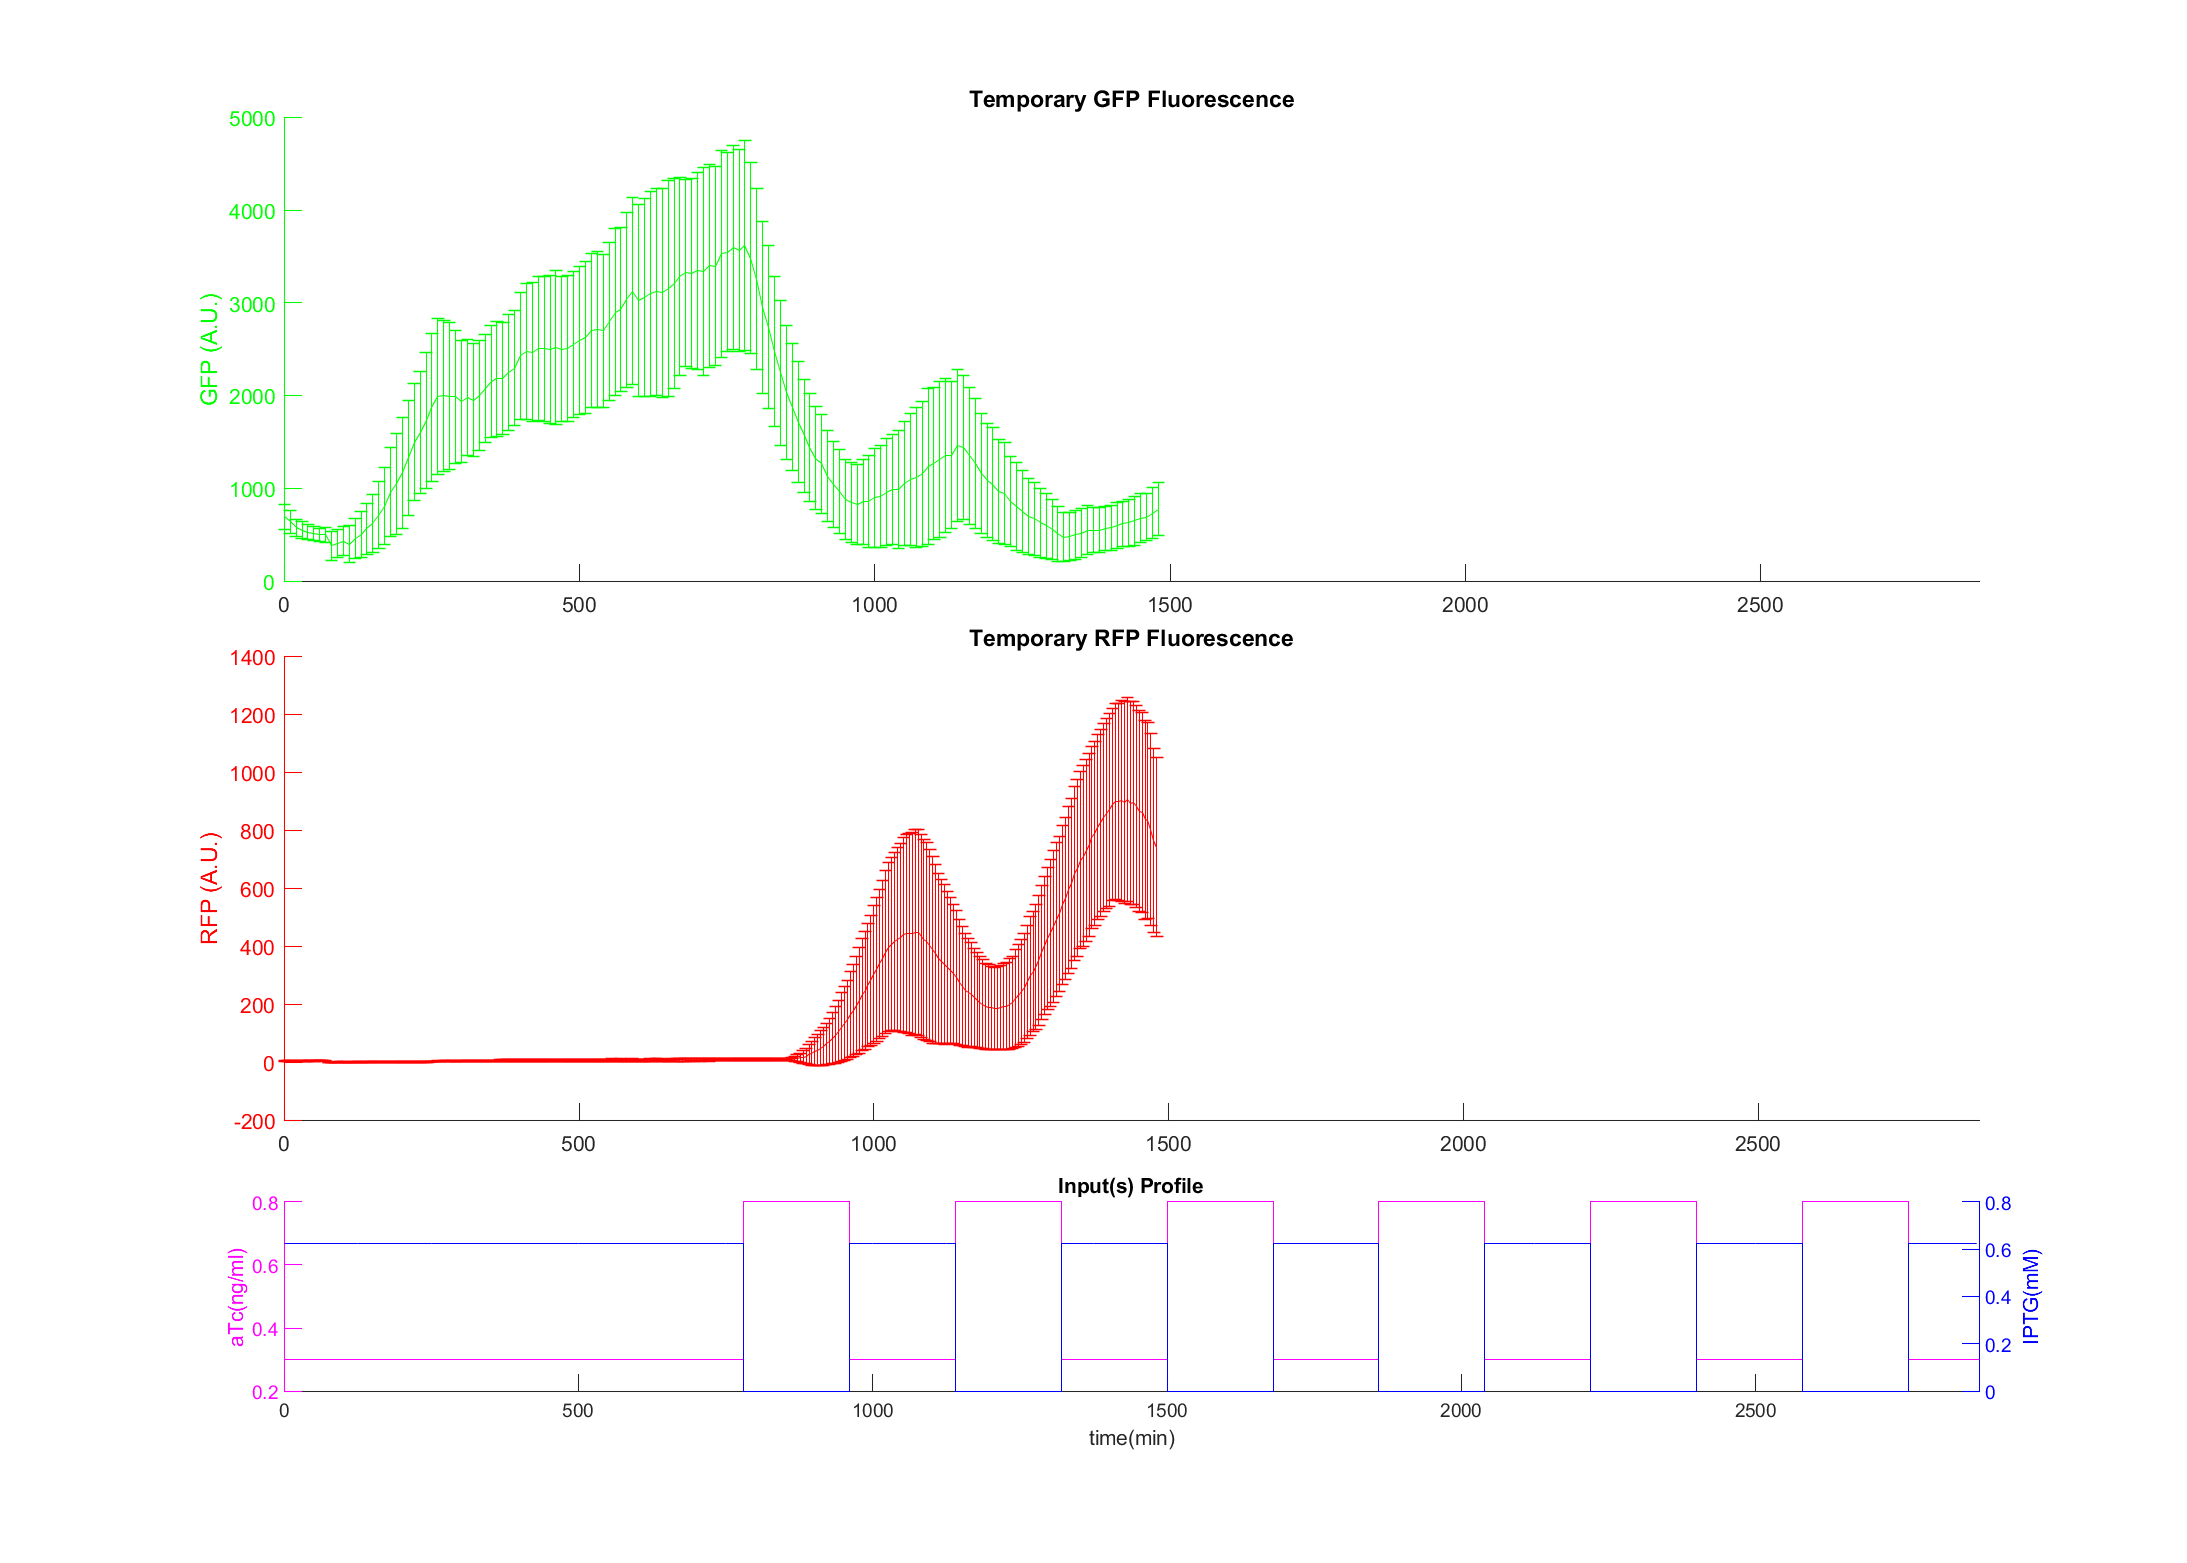 Temporary GFP Fluorescence
GFP (A.U.)
5000
4000
3000
2000
1000
0
0 500 1000 1500 2000 2500
Temporary RFP Fluorescence
RFP (A.U.)
1400
1200
1000
800
600
400
200
0
-200
0 500 1000 1500 2000 2500
Input(s) Profile
aTc(ng/ml)
0.8
0.6
0.4
0.2
0.8
0.6
0.4
0.2
0
IPTG(mM)
0 500 1000 1500 2000 2500
time(min)